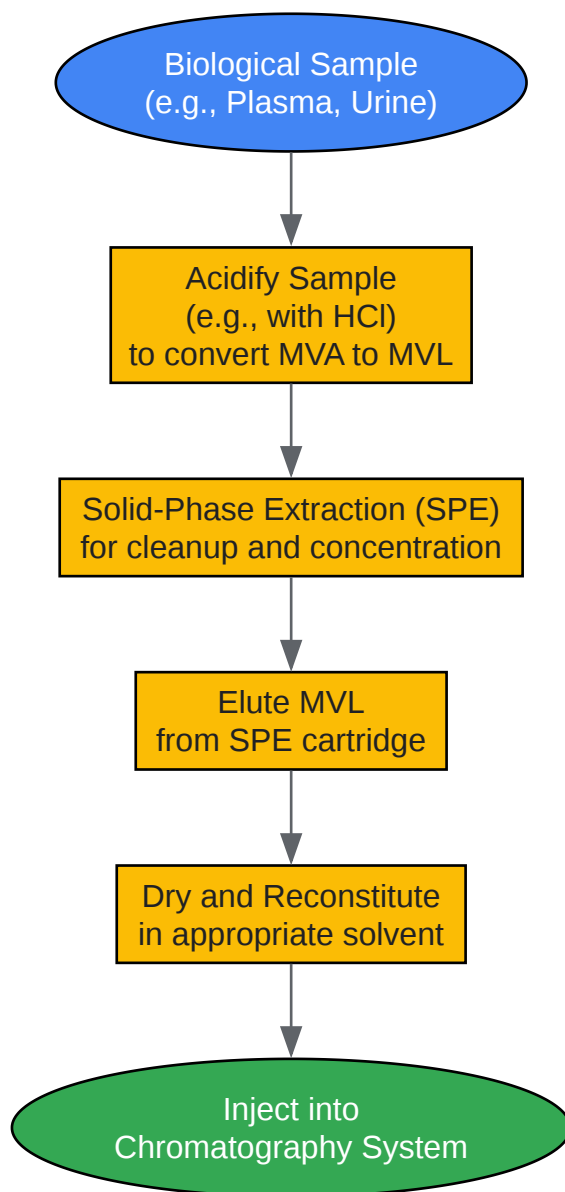 Biological Sample
(e.g., Plasma, Urine)
Acidify Sample
(e.g., with HCl)
to convert MVA to MVL
Solid-Phase Extraction (SPE)
for cleanup and concentration
Elute MVL
from SPE cartridge
Dry and Reconstitute
in appropriate solvent
Inject into
Chromatography System